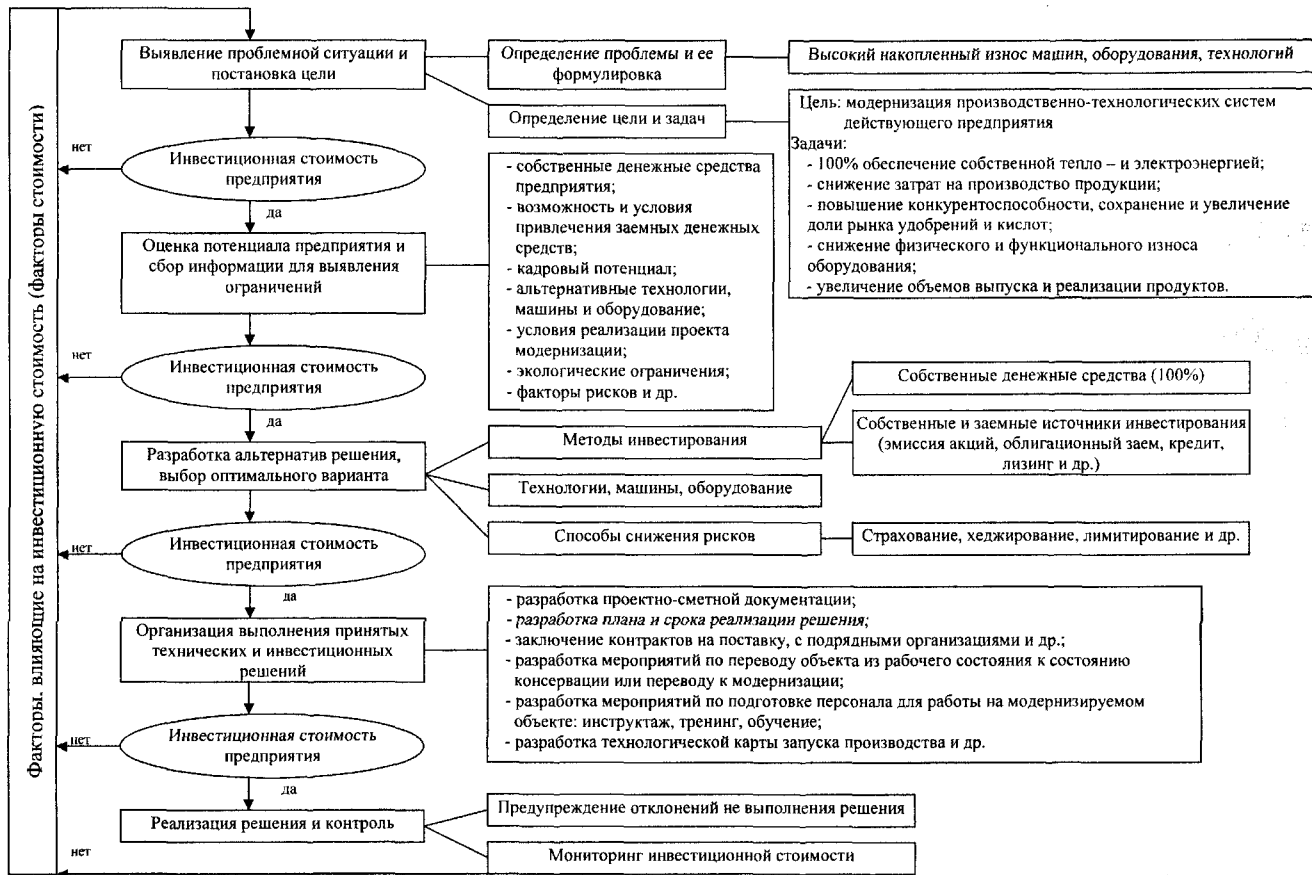 Факторы. влияющие на инвестиционную стоимость (факторы стоимости)
Выявление проблемной ситуации и
постановка цели
Определение проблемы и ее
формулировка
Высокий накопленный износ машин, оборудования, технологий
Определение цели и задач
Цель: модернизация производственно-технологических систем
действующего предприятия
Задачи:
- 100% обеспечение собственной тепло – и электроэнергией;
- снижение затрат на производство продукции;
- повышение конкурентоспособности, сохранение и увеличение
доли рынка удобрений и кислот;
- снижение физического и функционального износа
оборудования;
- увеличение объемов выпуска и реализации продуктов.
нет
Инвестиционная стоимость
предприятия
да
Оценка потенциала предприятия и
сбор информации для выявления
ограничений
- собственные денежные средства
предприятия;
- возможность и условия
привлечения заемных денежных
средств;
- кадровый потенциал;
- альтернативные технологии,
машины и оборудование;
- условия реализации проекта
модернизации;
- экологические ограничения;
- факторы рисков и др.
нет
Инвестиционная стоимость
предприятия
да
Разработка альтернатив решения,
выбор оптимального варианта
Методы инвестирования
Собственные денежные средства (100%)
Собственные и заемные источники инвестирования
(эмиссия акций, облигационный заем, кредит,
лизинг и др.)
Технологии, машины, оборудование
Способы снижения рисков
Страхование, хеджирование, лимитирование и др.
нет
Инвестиционная стоимость
предприятия
да
Организация выполнения принятых
технических и инвестиционных
решений
- разработка проектно-сметной документации;
- разработка плана и срока реализации решения;
- заключение контрактов на поставку, с подрядными организациями и др.;
- разработка мероприятий по переводу объекта из рабочего состояния к состоянию
консервации или переводу к модернизации;
- разработка мероприятий по подготовке персонала для работы на модернизируемом
объекте: инструктаж, тренинг, обучение;
- разработка технологической карты запуска производства и др.
нет
Инвестиционная стоимость
предприятия
да
Реализация решения и контроль
Предупреждение отклонений не выполнения решения
Мониторинг инвестиционной стоимости
нет